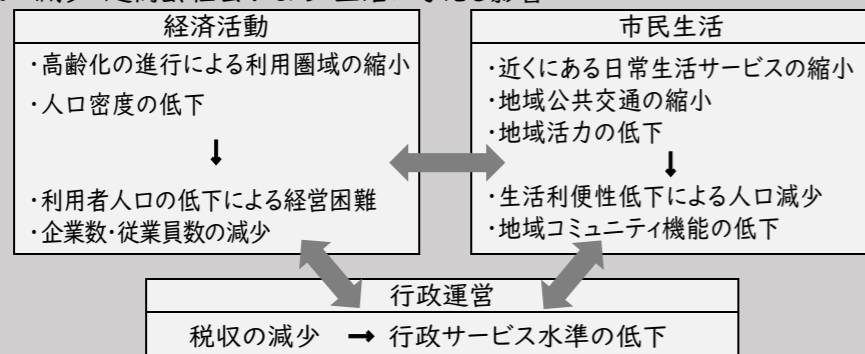 経済活動
・高齢化の進行による利用圏域の縮小
・人口密度の低下
↓
・利用者人口の低下による経営困難
・企業数・従業員数の減少
市民生活
・近くにある日常生活サービスの縮小
・地域公共交通の縮小
・地域活力の低下
↓
・生活利便性低下による人口減少
・地域コミュニティ機能の低下
行政運営
税収の減少 → 行政サービス水準の低下